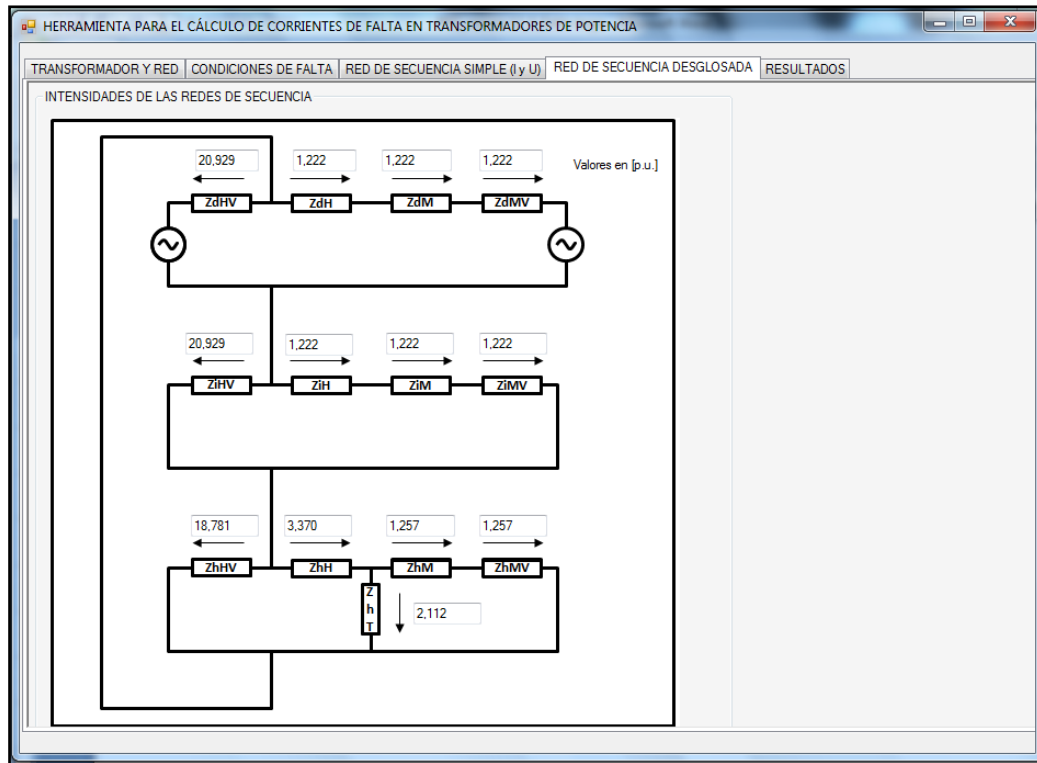 HERRAMIENTA PARA EL CÁLCULO DE CORRIENTES DE FALTA EN TRANSFORMADORES DE POTENCIA
TRANSFORMADOR Y RED CONDICIONES DE FALTA RED DE SECUENCIA SIMPLE (I y U) RED DE SECUENCIA DESGLOSADA RESULTADOS
INTENSIDADES DE LAS REDES DE SECUENCIA
20,929 1,222 1,222 1,222 Valores en [p.u.]
ZdHV ZdH ZdM ZdMV
20,929 1,222 1,222 1,222
ZiHV ZiH ZiM ZiMV
18,781 3,370 1,257 1,257
ZhHV ZhH ZhM ZhMV
ZhT 2,112